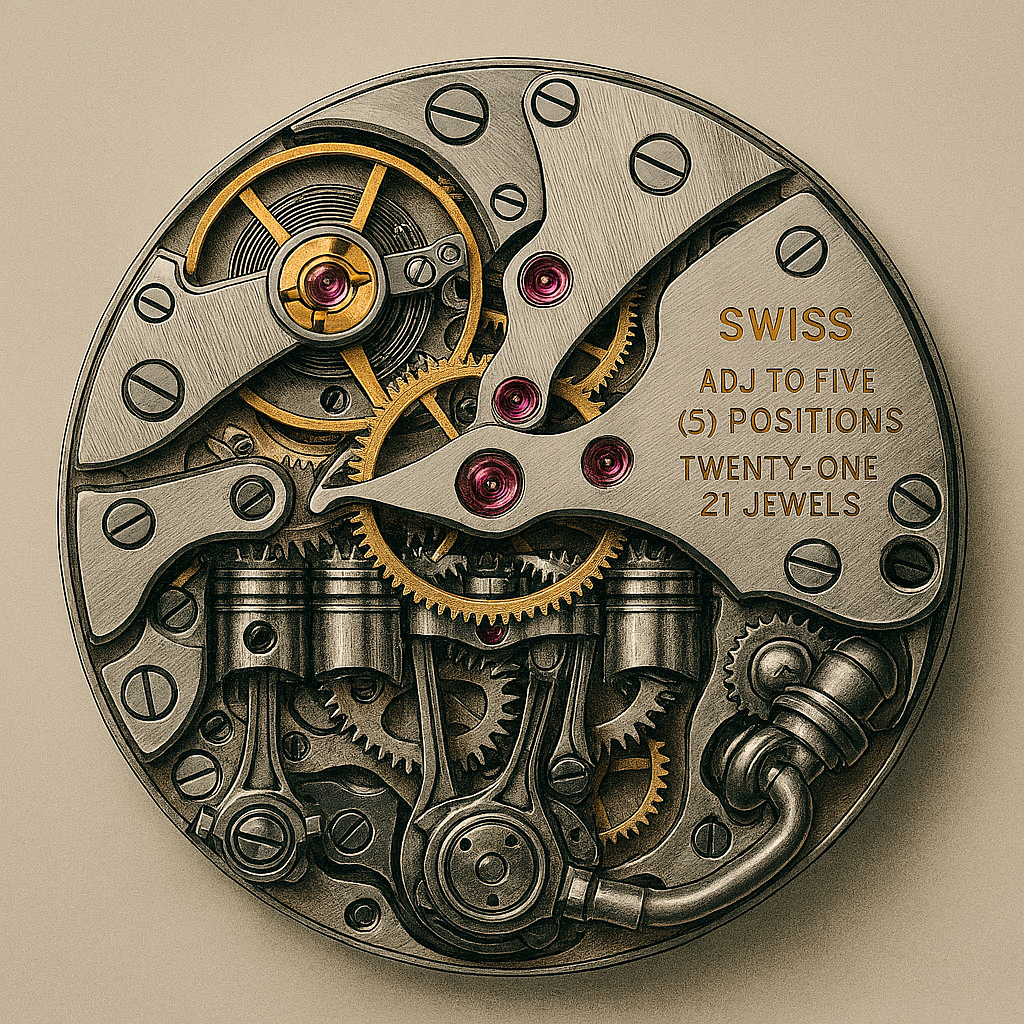 SWISS
ADJ TO FIVE
(5) POSITIONS
TWENTY-ONE
21 JEWELS